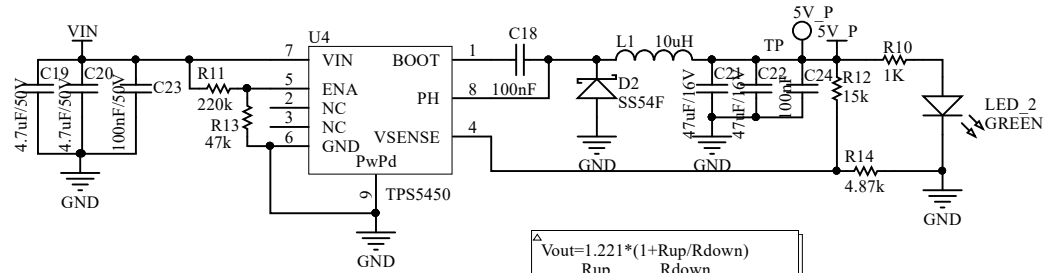 VIN
C19
4.7uF/50V
C20
4.7uF/50V
C23
100nF/50V
R11
220k
R13
47k
GND
U4
7
VIN
5
ENA
2
NC
3
NC
6
GND
BOOT
1
PH
8
VSENSE
4
PwPd
9
TPS5450
GND
C18
100nF
D2
SS54F
GND
L1
10uH
C21
47uF/16V
C22
47uF/16V
C24
100nF
GND
TP
5V_P
5V_P
R12
15k
R10
1K
R14
4.87k
LED_2
GREEN
GND
Vout=1.221*(1+Rup/Rdown)
Rup Rdown